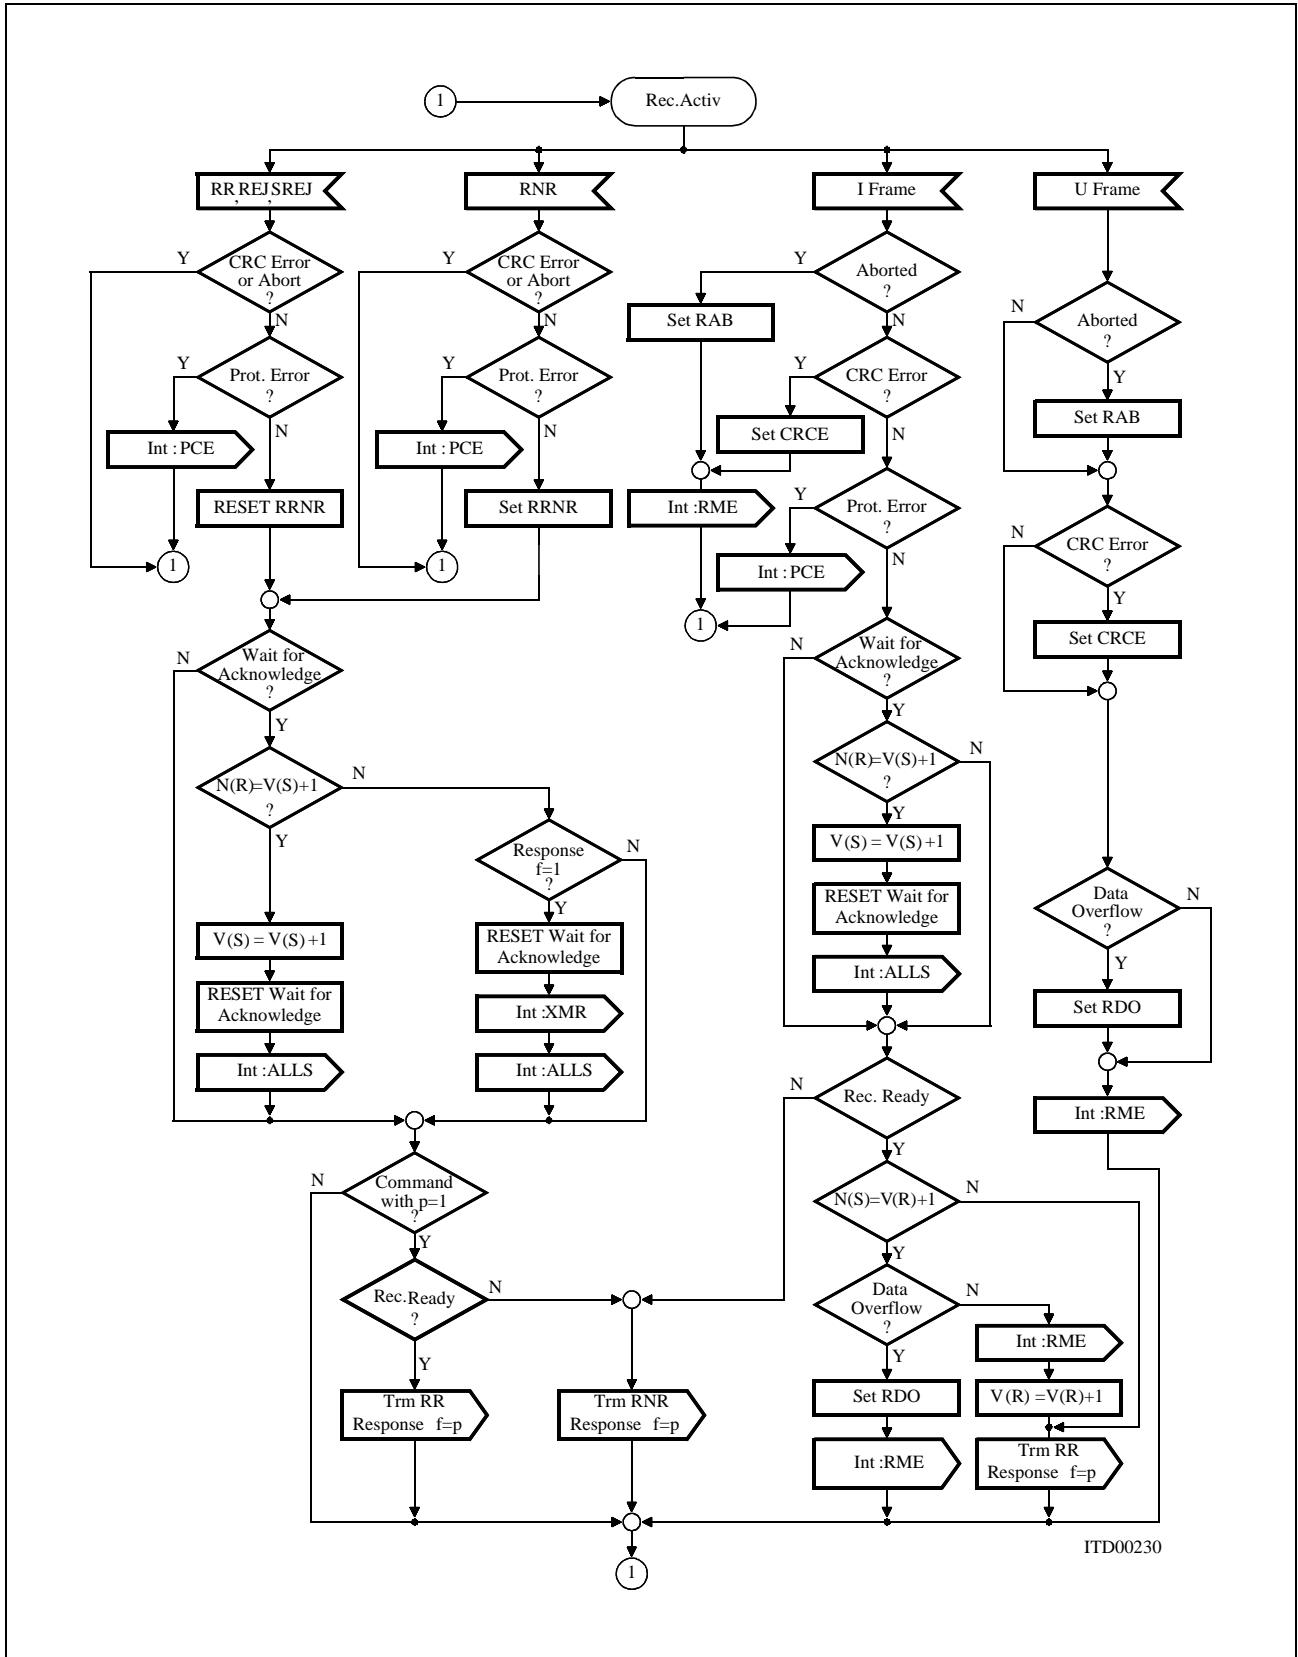 1
Rec.Activ
RR, REJ, SREJ
RNR
I Frame
U Frame
Y
CRC Error
or Abort
?
N
Y
CRC Error
or Abort
?
N
Y
Aborted
?
N
Set RAB
N
Aborted
?
Y
Set RAB
Y
Prot. Error
?
N
Y
Prot. Error
?
N
Y
CRC Error
?
N
Set CRCE
Int :PCE
Int :PCE
RESET RRNR
Set RRNR
Int :RME
Y
Prot. Error
?
N
Int :PCE
N
CRC Error
?
Y
Set CRCE
1
1
1
N
Wait for
Acknowledge
?
Y
N
Wait for
Acknowledge
?
Y
N(R)=V(S)+1
?
N
Y
N(R)=V(S)+1
?
N
Y
Response
f=1
?
N
Y
V(S) = V(S) +1
RESET Wait for
Acknowledge
Int :ALLS
Data
Overflow
?
N
Y
Set RDO
Int :RME
V(S) = V(S) +1
RESET Wait for
Acknowledge
Int :ALLS
RESET Wait for
Acknowledge
Int :XMR
Int :ALLS
N
Rec. Ready
Y
N
Command
with p=1
?
Y
N(S)=V(R)+1
N
Y
Rec.Ready
?
N
Y
Data
Overflow
?
N
Y
Int :RME
V(R) =V(R)+1
Trm RR
Response f=p
Trm RNR
Response f=p
Set RDO
Int :RME
Trm RR
Response f=p
ITD00230
1